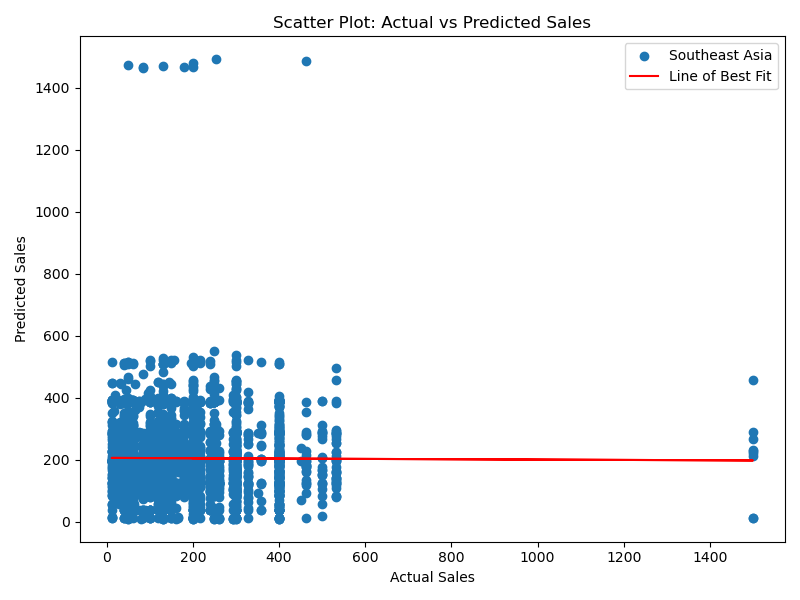 Scatter Plot: Actual vs Predicted Sales
Southeast Asia
Line of Best Fit
Predicted Sales
1400
1200
1000
800
600
400
200
0
0 200 400 600 800 1000 1200 1400
Actual Sales